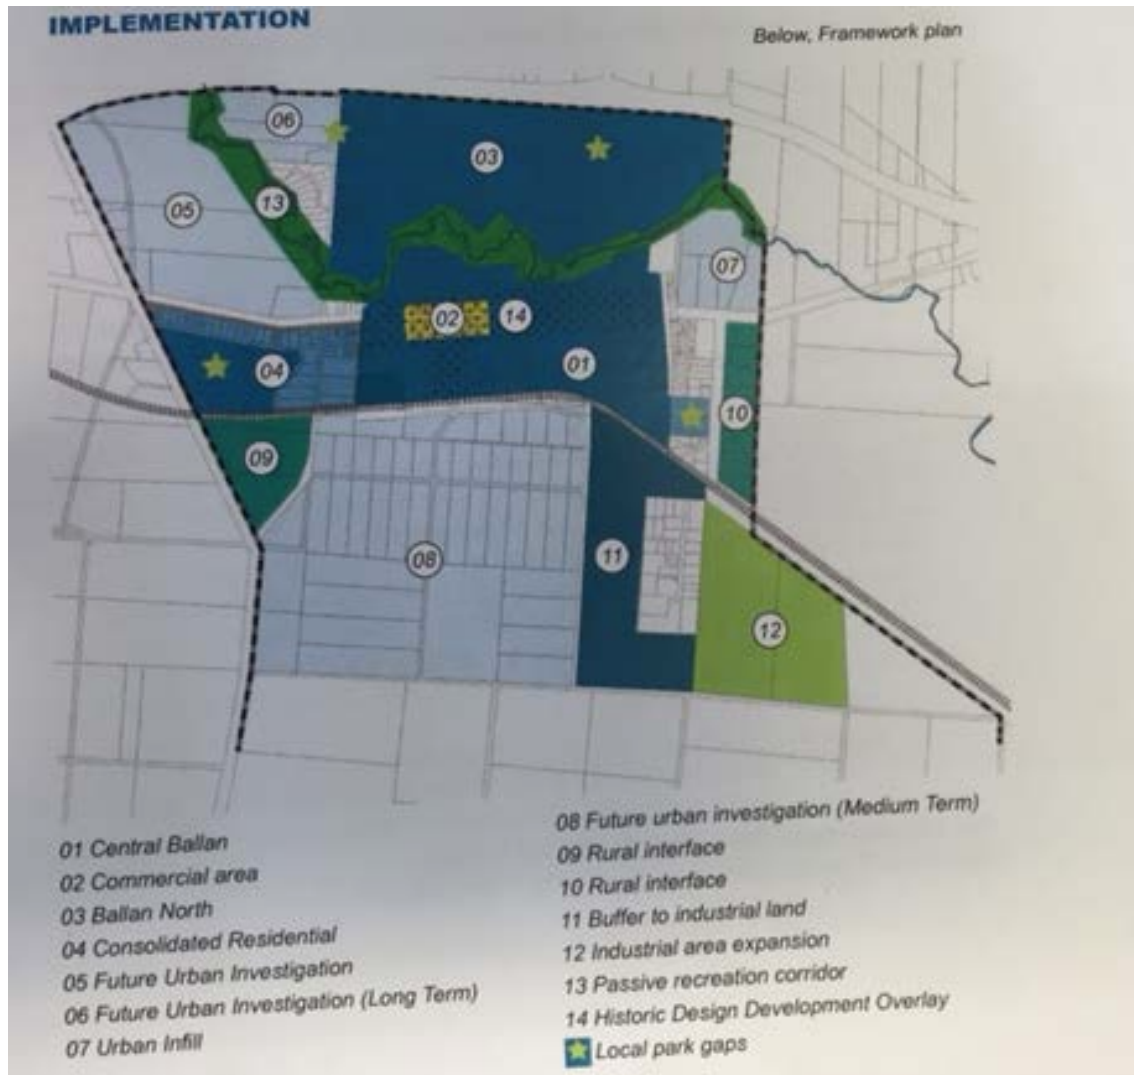 IMPLEMENTATION
Below, Framework plan
06
03
13
05
07
02
14
01
04
10
09
11
08
12
01 Central Ballan
02 Commercial area
03 Ballan North
04 Consolidated Residential
05 Future Urban Investigation
06 Future Urban Investigation (Long Term)
07 Urban Infill
08 Future urban investigation (Medium Term)
09 Rural interface
10 Rural interface
11 Buffer to industrial land
12 Industrial area expansion
13 Passive recreation corridor
14 Historic Design Development Overlay
Local park gaps